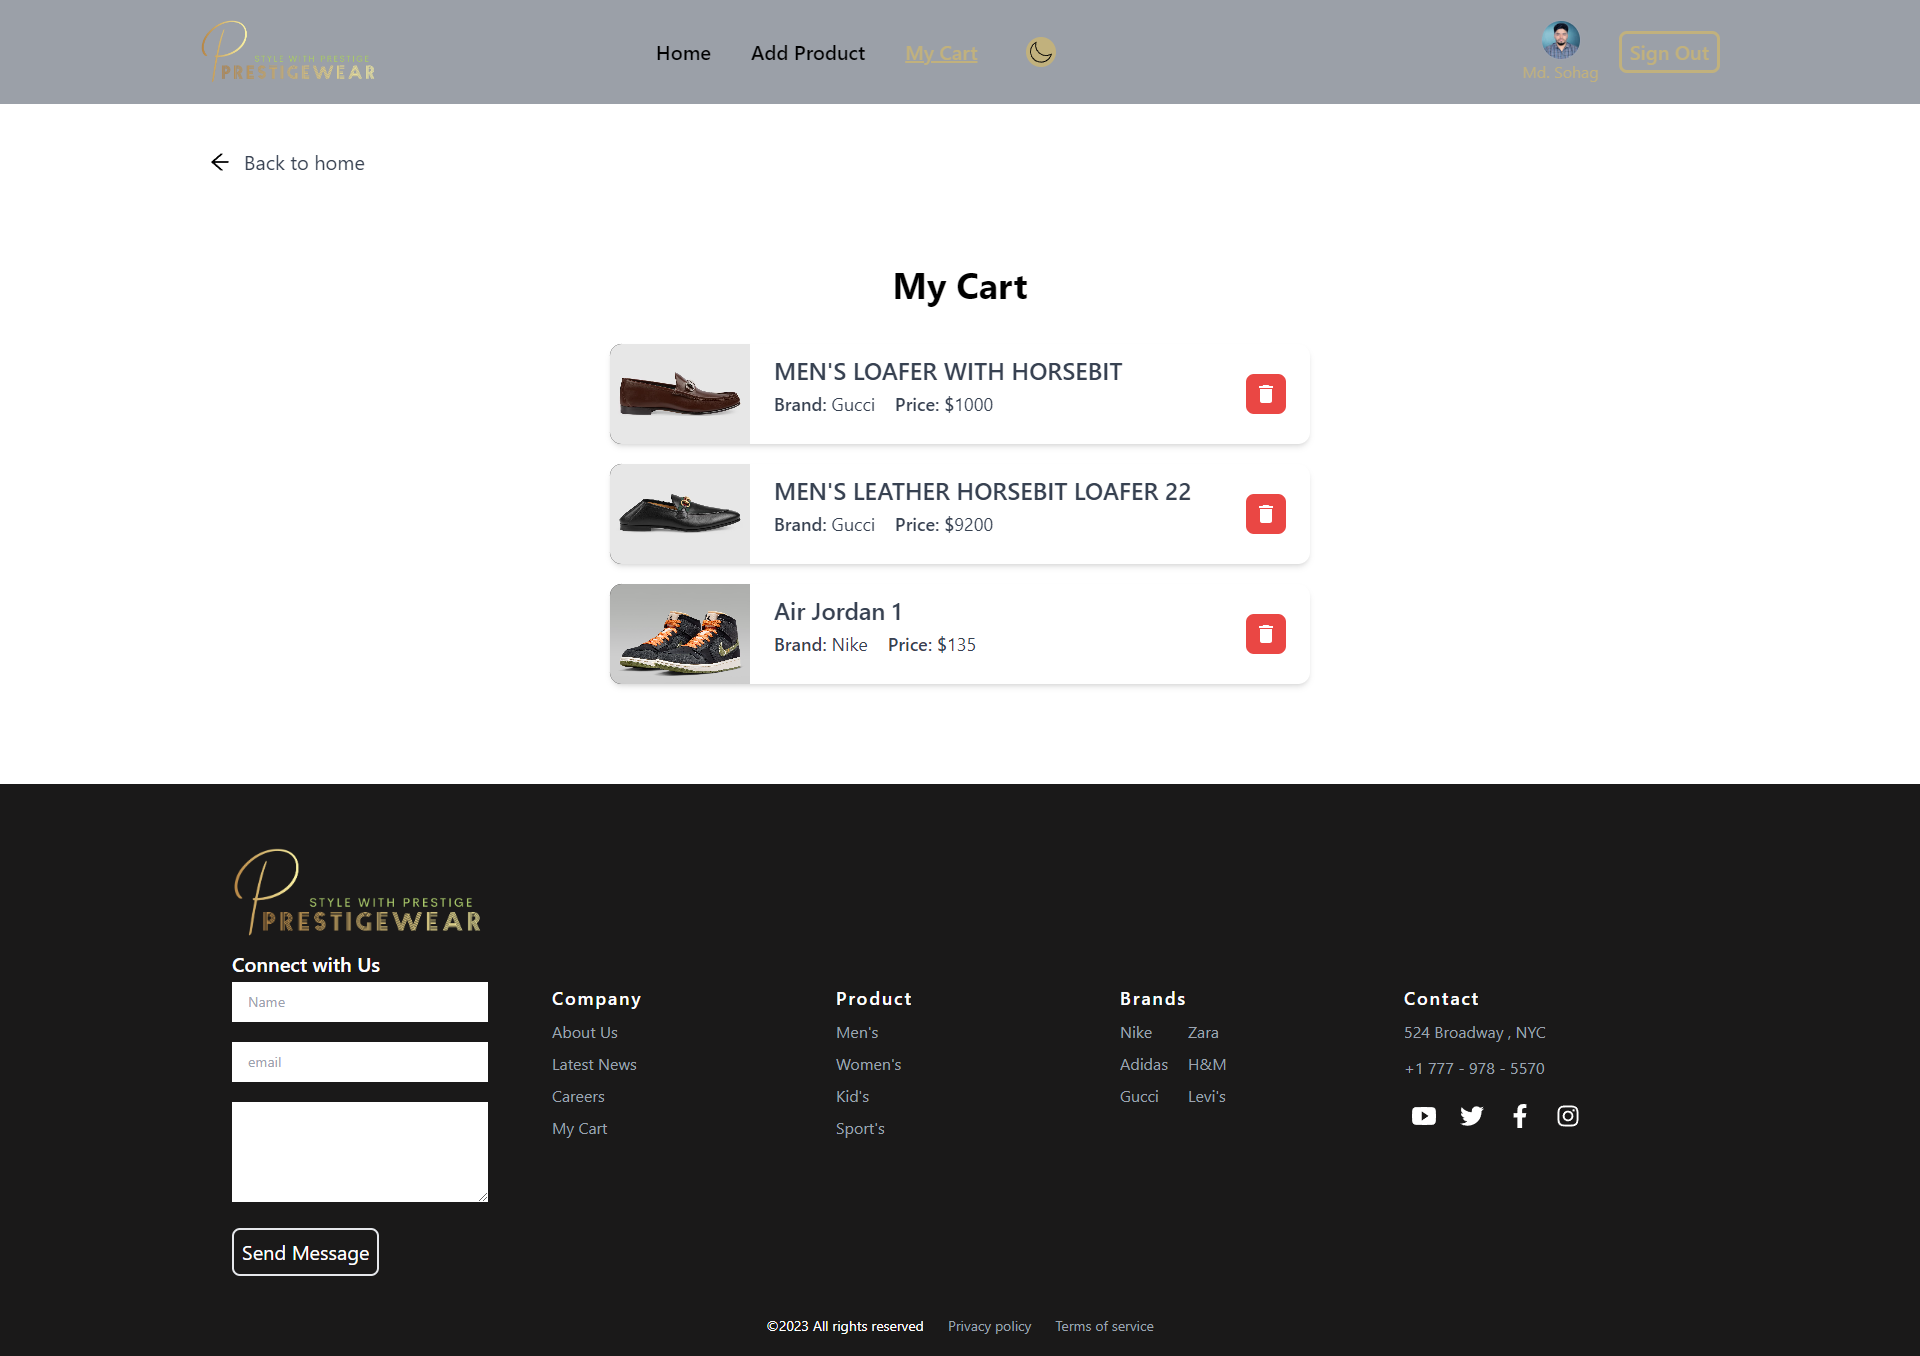 STYLE WITH PRESTIGE
PRESTIGEWEAR
Home
Add Product
My Cart
Md. Sohag
Sign Out
Back to home
My Cart
MEN'S LOAFER WITH HORSEBIT
Brand: Gucci Price: $1000
MEN'S LEATHER HORSEBIT LOAFER 22
Brand: Gucci Price: $9200
Air Jordan 1
Brand: Nike Price: $135
STYLE WITH PRESTIGE
PRESTIGEWEAR
Connect with Us
Name
email
Send Message
Company
About Us
Latest News
Careers
My Cart
Product
Men's
Women's
Kid's
Sport's
Brands
Nike Zara
Adidas H&M
Gucci Levi's
Contact
524 Broadway , NYC
+1 777 - 978 - 5570
©2023 All rights reserved Privacy policy Terms of service